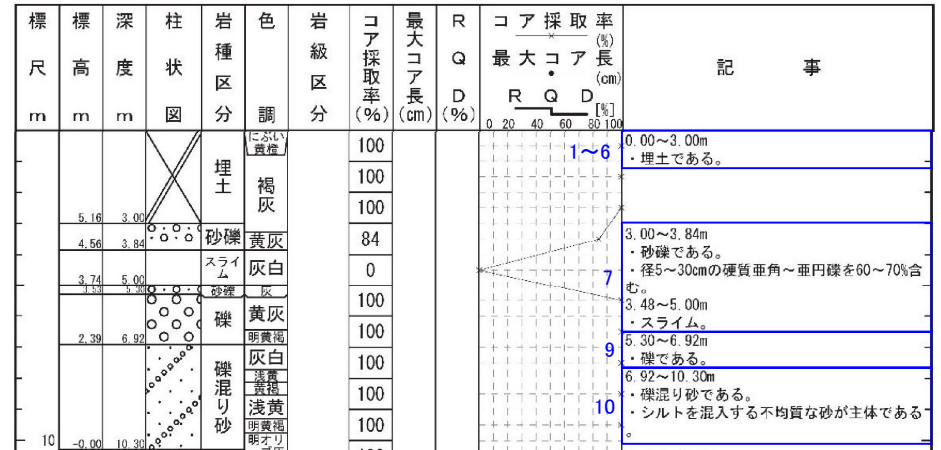 標尺m
標高m
深度m
柱状図
岩種区分
色調
岩級区分
コア採取率(%)
最大コア長(cm)
RQD(%)
コア採取率(%)
最大コア長(cm)
RQD[%]
0 20 40 60 80 100
記事
にぶい黄橙
埋土
褐灰
5.16 3.00
砂礫
黄灰
4.56 3.84
スライム
灰白
3.74 5.00
砂礫
灰
3.53 5.30
礫
黄灰
明黄褐
2.39 6.92
礫混り砂
灰白
浅黄
黄褐
浅黄
明黄褐
明オリ
10
-0.00 10.30
100
100
100
84
0
100
100
100
100
100
1~6
7
9
10
0.00~3.00m
・埋土である。
3.00~3.84m
・砂礫である。
・径5~30cmの硬質亜角~亜円礫を60~70%含
む。
3.48~5.00m
・スライム。
5.30~6.92m
・礫である。
6.92~10.30m
・礫混り砂である。
・シルトを混入する不均質な砂が主体である
。